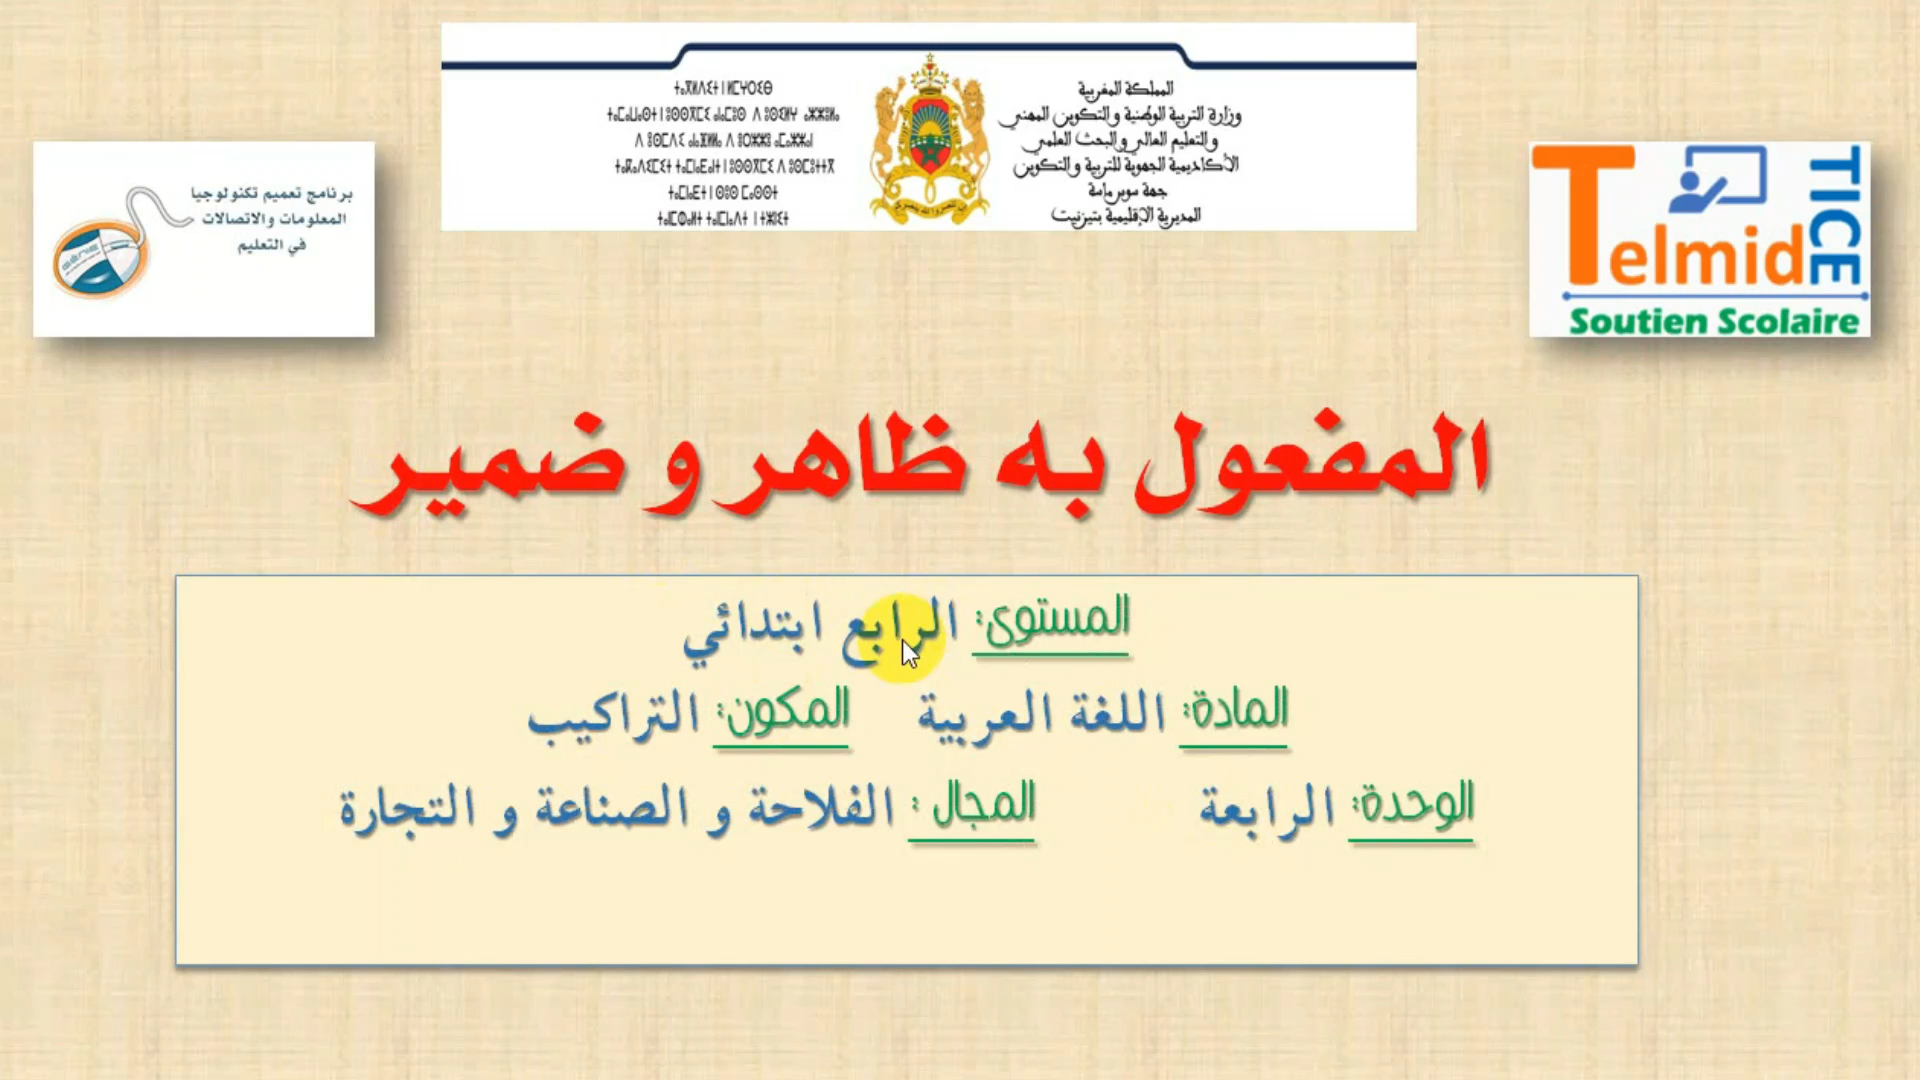 المملكة المغربية
وزارة التربية الوطنية والتكوين المهني
والتعليم العالي والبحث العلمي
الأكاديمية الجهوية للتربية والتكوين
جهة سوس ماسة
المديرية الإقليمية بتيزنيت
برنامج تعميم تكنولوجيا
المعلومات والاتصالات
في التعليم
Telmid TICE
Soutien Scolaire
المفعول به ظاهر و ضمير
المستوى: الرابع ابتدائي
المادة: اللغة العربية المكون: التراكيب
الوحدة: الرابعة المجال : الفلاحة و الصناعة و التجارة